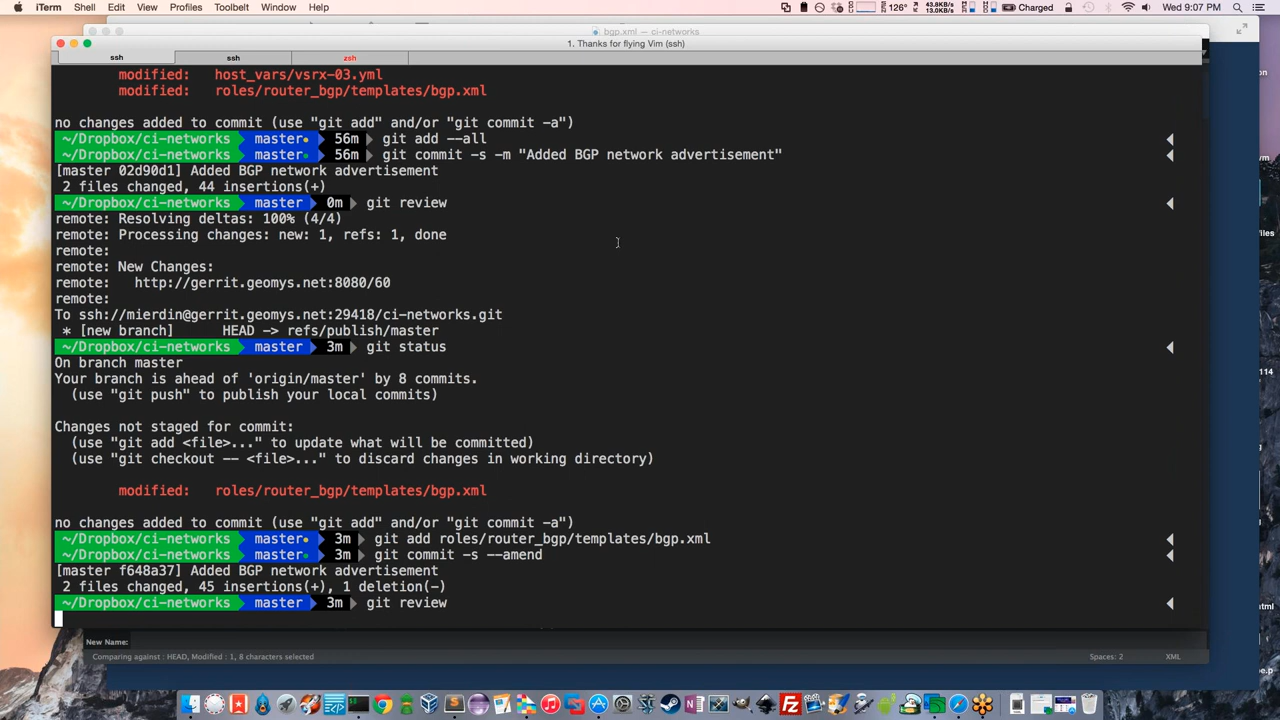 iTerm Shell Edit View Profiles Toolbelt Window Help
126° 43.8KB/s 13.0KB/s Charged Wed 9:07 PM
bgp.xml — ci-networks
1. Thanks for flying Vim (ssh)
ssh ssh zsh
modified: host_vars/vsrx-03.yml
modified: roles/router_bgp/templates/bgp.xml
no changes added to commit (use "git add" and/or "git commit -a")
~/Dropbox/ci-networks master 56m git add --all
~/Dropbox/ci-networks master 56m git commit -s -m "Added BGP network advertisement"
[master 02d90d1] Added BGP network advertisement
2 files changed, 44 insertions(+)
~/Dropbox/ci-networks master 0m git review
remote: Resolving deltas: 100% (4/4)
remote: Processing changes: new: 1, refs: 1, done
remote:
remote: New Changes:
remote: http://gerrit.geomys.net:8080/60
remote:
To ssh://mierdin@gerrit.geomys.net:29418/ci-networks.git
* [new branch] HEAD -> refs/publish/master
~/Dropbox/ci-networks master 3m git status
On branch master
Your branch is ahead of 'origin/master' by 8 commits.
(use "git push" to publish your local commits)
Changes not staged for commit:
(use "git add <file>..." to update what will be committed)
(use "git checkout -- <file>..." to discard changes in working directory)
modified: roles/router_bgp/templates/bgp.xml
no changes added to commit (use "git add" and/or "git commit -a")
~/Dropbox/ci-networks master 3m git add roles/router_bgp/templates/bgp.xml
~/Dropbox/ci-networks master 3m git commit -s --amend
[master f648a37] Added BGP network advertisement
2 files changed, 45 insertions(+), 1 deletion(-)
~/Dropbox/ci-networks master 3m git review
New Name:
Comparing against : HEAD, Modified : 1, 8 characters selected Spaces: 2 XML